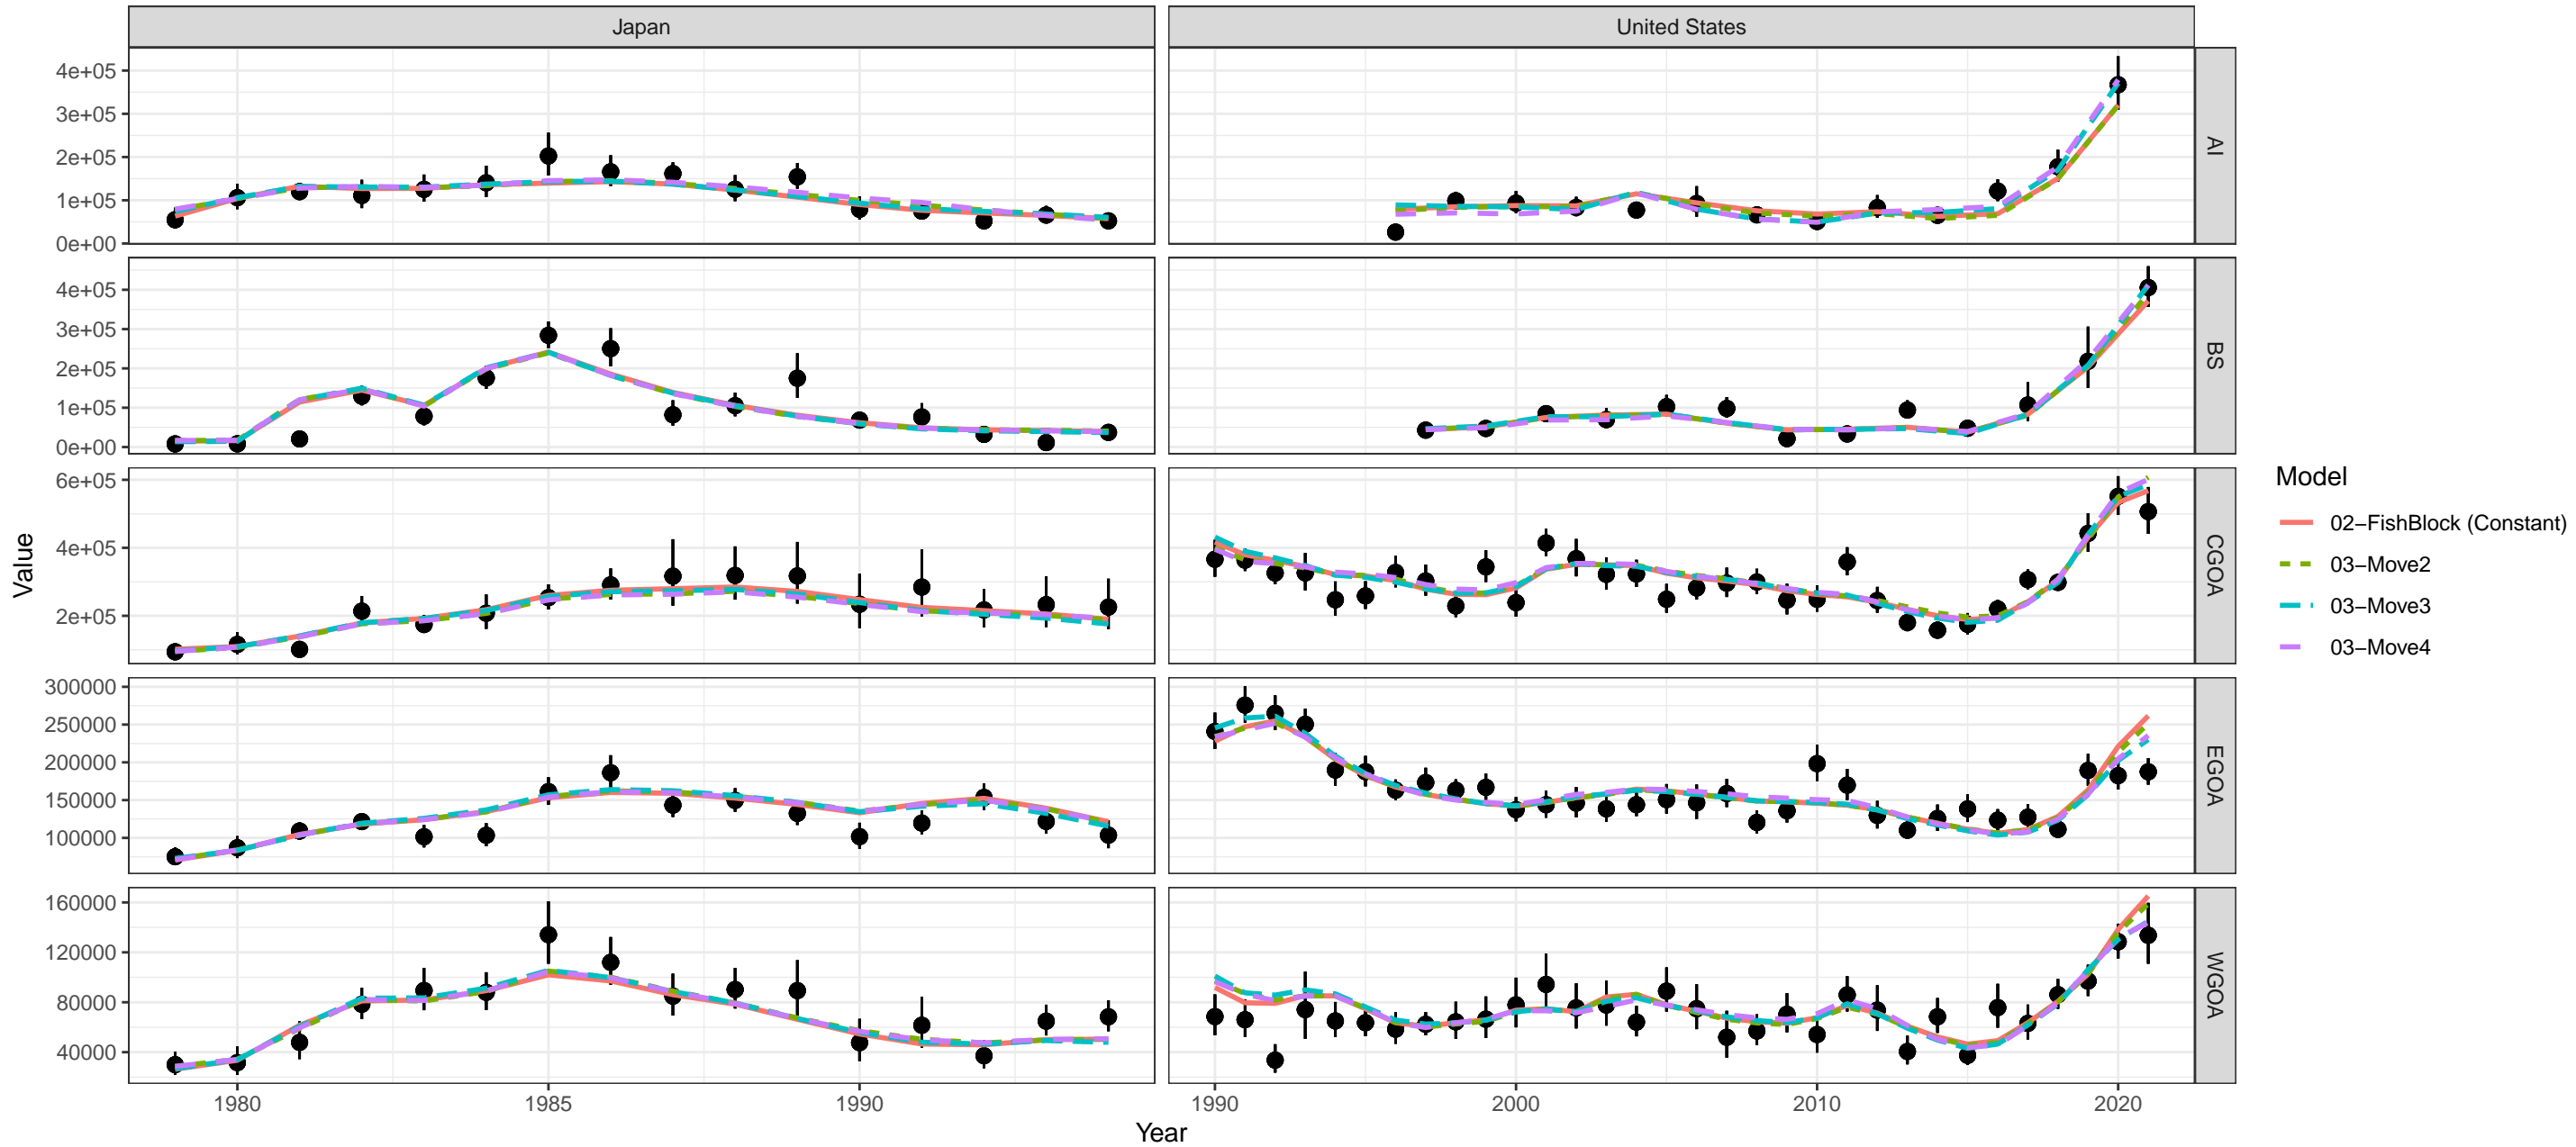 Japan
United States
4e+05
3e+05
2e+05
1e+05
0e+00
AI
4e+05
3e+05
2e+05
1e+05
0e+00
BS
6e+05
4e+05
2e+05
CGOA
300000
250000
200000
150000
100000
EGOA
160000
120000
80000
40000
WGOA
1980
1985
1990
1990
2000
2010
2020
Year
Value
Model
02−FishBlock (Constant)
03−Move2
03−Move3
03−Move4